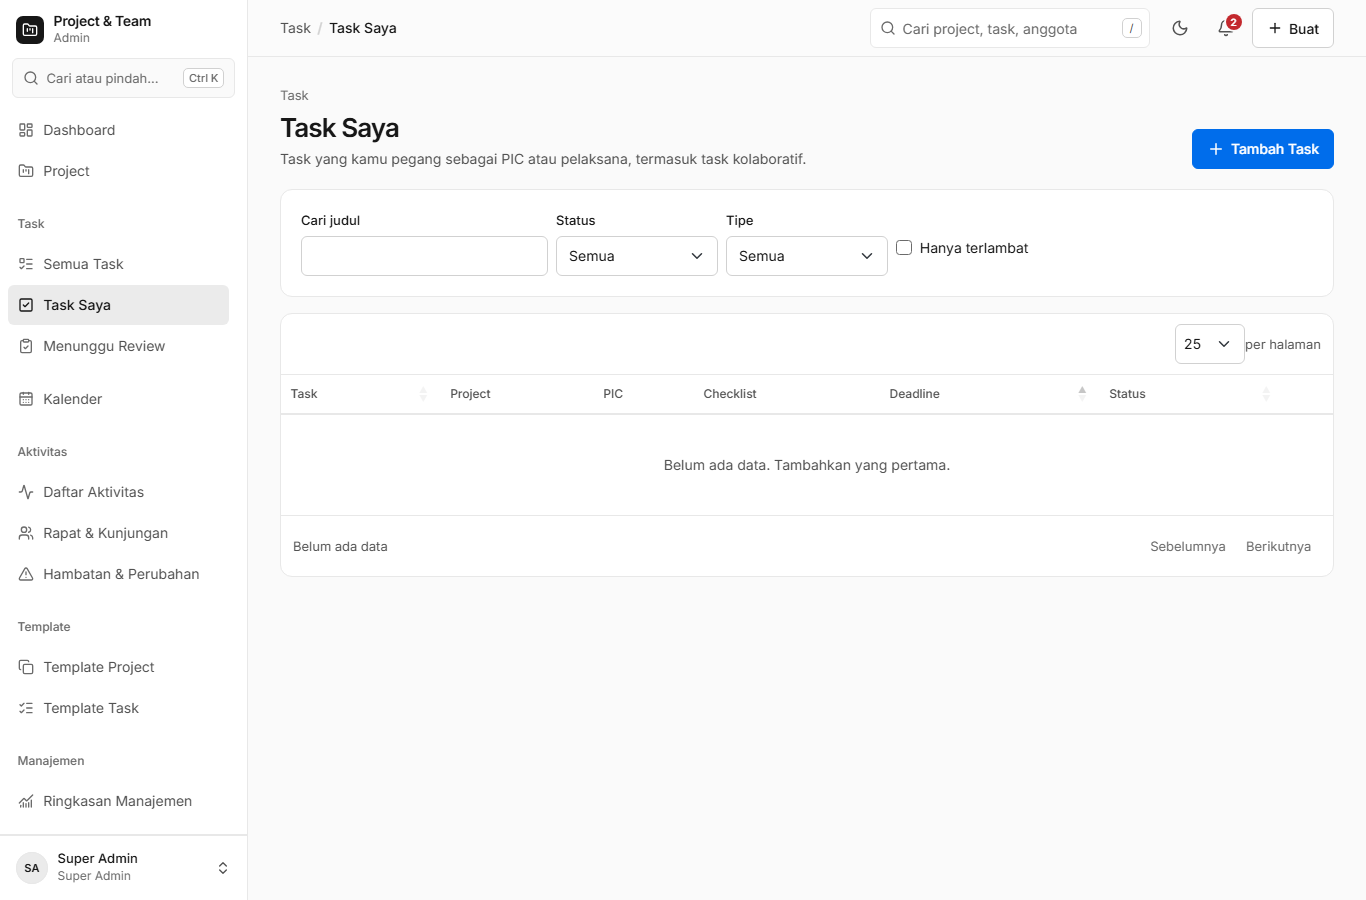 Project & Team
Admin
Cari atau pindah...
Ctrl K
Dashboard
Project
Task
Semua Task
Task Saya
Menunggu Review
Kalender
Aktivitas
Daftar Aktivitas
Rapat & Kunjungan
Hambatan & Perubahan
Template
Template Project
Template Task
Manajemen
Ringkasan Manajemen
SA
Super Admin
Super Admin
Task / Task Saya
Cari project, task, anggota
/
2
Buat
Task
Task Saya
Task yang kamu pegang sebagai PIC atau pelaksana, termasuk task kolaboratif.
Tambah Task
Cari judul
Status
Tipe
Semua
Semua
Hanya terlambat
25
per halaman
Task
Project
PIC
Checklist
Deadline
Status
Belum ada data. Tambahkan yang pertama.
Belum ada data
Sebelumnya
Berikutnya